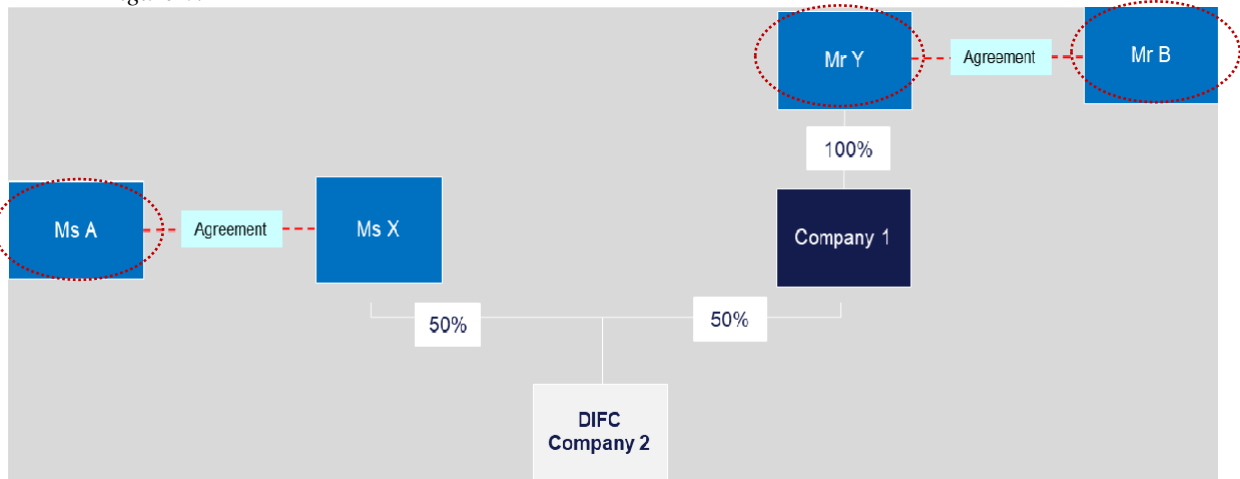 Mr Y
Agreement
Mr B
100%
Ms A
Agreement
Ms X
Company 1
50%
50%
DIFC
Company 2